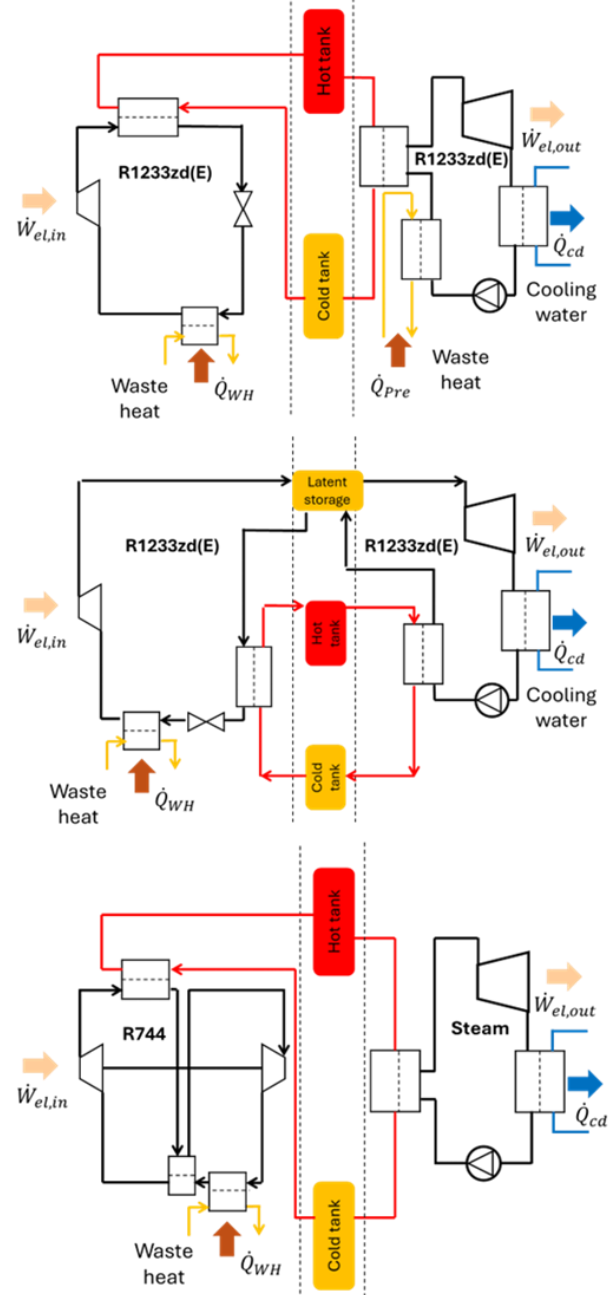 Hot tank
R1233zd(E)
Ẇel,in
Waste
heat
Q̇WH
Cold tank
R1233zd(E)
Ẇel,out
Q̇cd
Cooling
water
Waste
heat
Q̇Pre
Latent
storage
R1233zd(E)
R1233zd(E)
Ẇel,out
Ẇel,in
Hot
tank
Q̇cd
Cooling
water
Cold
tank
Waste
heat
Q̇WH
Hot tank
R744
Ẇel,in
Steam
Ẇel,out
Q̇cd
Waste
heat
Q̇WH
Cold tank